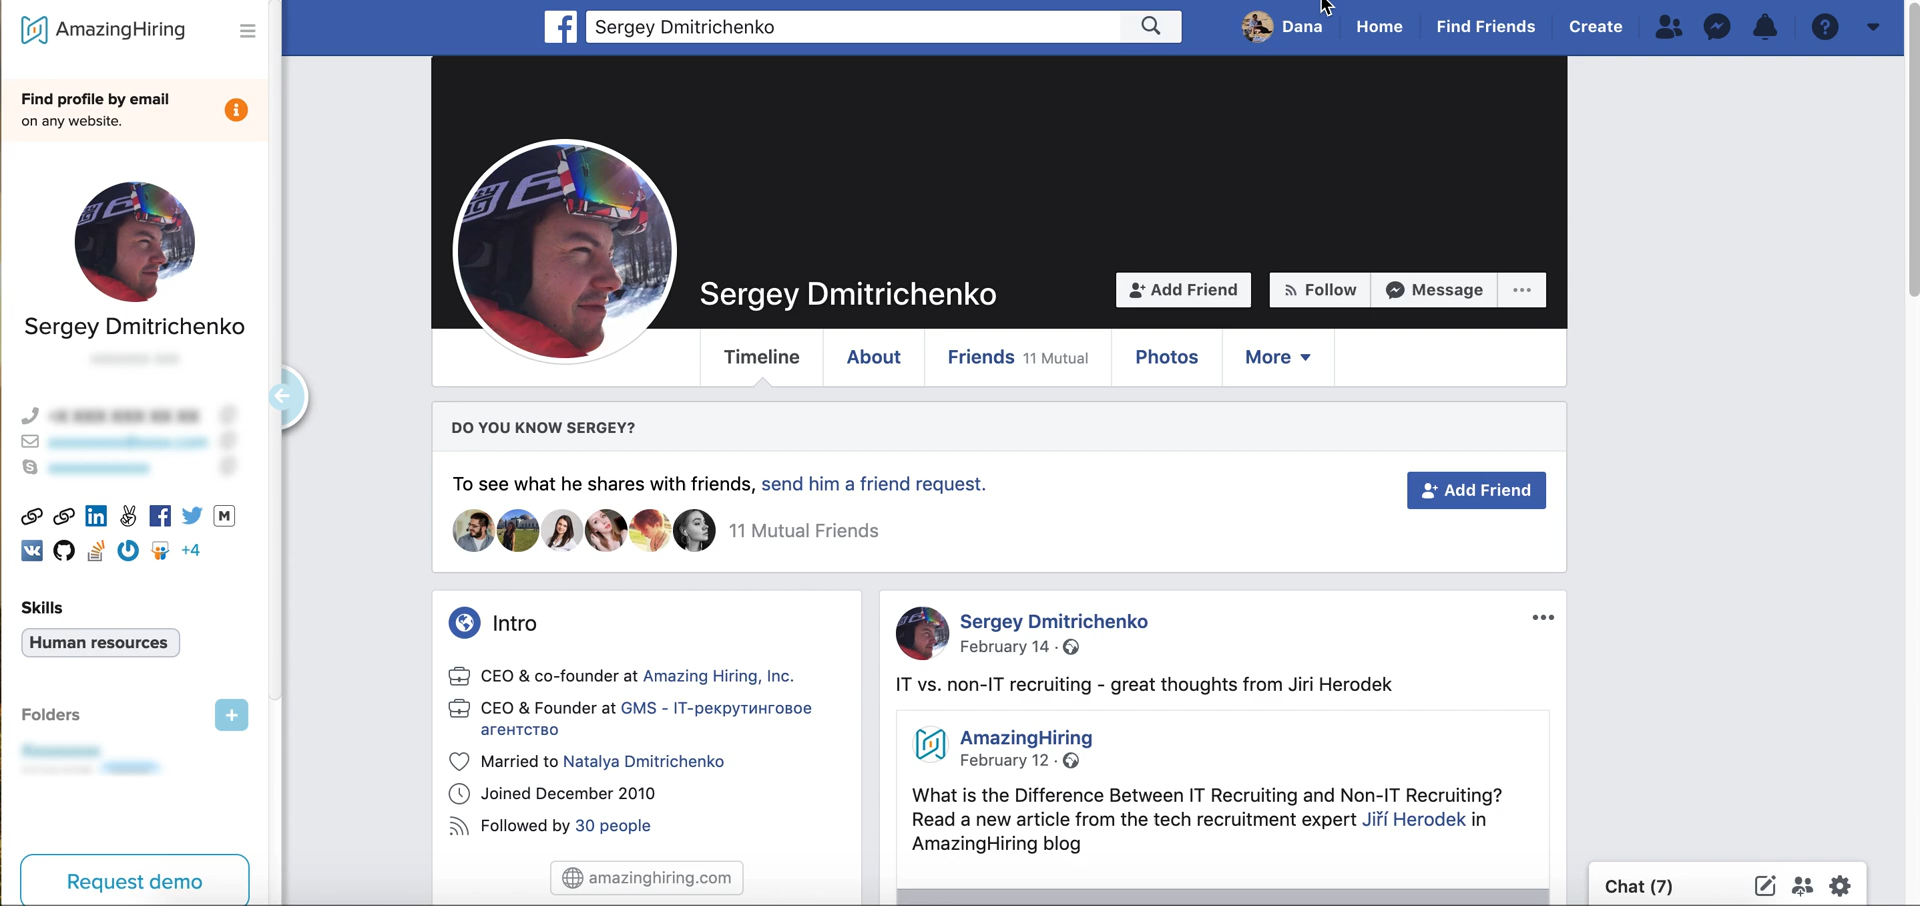 AmazingHiring
Find profile by email
on any website.
Sergey Dmitrichenko
+4
Skills
Human resources
Folders
+
Request demo
Sergey Dmitrichenko
Dana
Home
Find Friends
Create
Sergey Dmitrichenko
Add Friend
Follow
Message
Timeline
About
Friends 11 Mutual
Photos
More
DO YOU KNOW SERGEY?
To see what he shares with friends, send him a friend request.
Add Friend
11 Mutual Friends
Intro
CEO & co-founder at Amazing Hiring, Inc.
CEO & Founder at GMS - IT-рекрутинговое
агентство
Married to Natalya Dmitrichenko
Joined December 2010
Followed by 30 people
amazinghiring.com
Sergey Dmitrichenko
February 14 ·
IT vs. non-IT recruiting - great thoughts from Jiri Herodek
AmazingHiring
February 12 ·
What is the Difference Between IT Recruiting and Non-IT Recruiting?
Read a new article from the tech recruitment expert Jiří Herodek in
AmazingHiring blog
Chat (7)